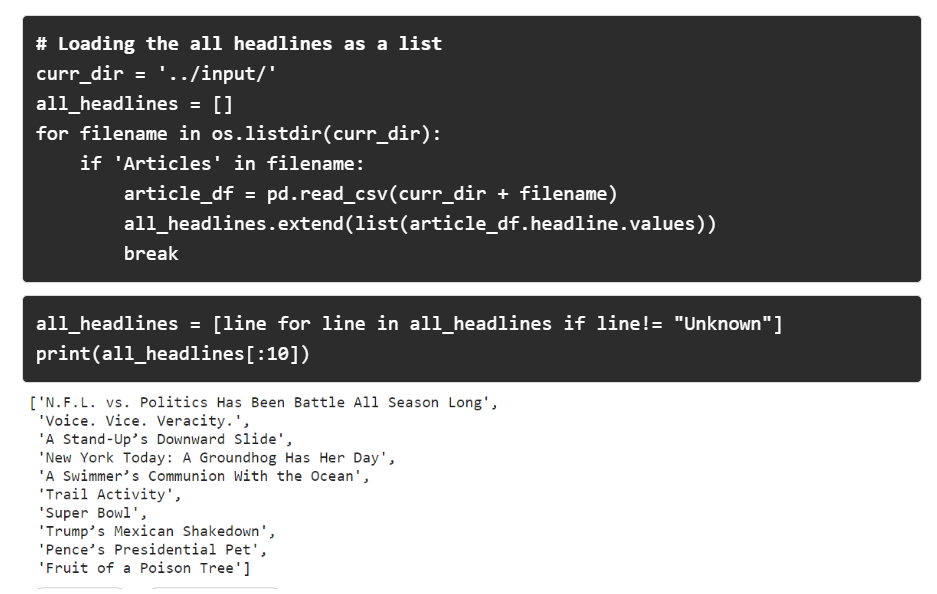 # Loading the all headlines as a list
curr_dir = '../input/'
all_headlines = []
for filename in os.listdir(curr_dir):
    if 'Articles' in filename:
        article_df = pd.read_csv(curr_dir + filename)
        all_headlines.extend(list(article_df.headline.values))
        break
all_headlines = [line for line in all_headlines if line!= "Unknown"]
print(all_headlines[:10])
['N.F.L. vs. Politics Has Been Battle All Season Long',
 'Voice. Vice. Veracity.',
 'A Stand-Up’s Downward Slide',
 'New York Today: A Groundhog Has Her Day',
 'A Swimmer’s Communion With the Ocean',
 'Trail Activity',
 'Super Bowl',
 'Trump’s Mexican Shakedown',
 'Pence’s Presidential Pet',
 'Fruit of a Poison Tree']